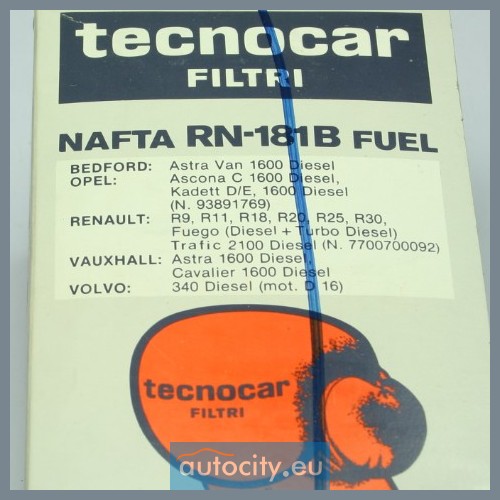 tecnocar
FILTRI
NAFTA RN-181B FUEL
BEDFORD: Astra Van 1600 Diesel
OPEL: Ascona C 1600 Diesel,
Kadett D/E, 1600 Diesel
(N. 93891769)
RENAULT: R9, R11, R18, R20, R25, R30,
Fuego (Diesel + Turbo Diesel)
Trafic 2100 Diesel (N. 7700700092)
VAUXHALL: Astra 1600 Diesel,
Cavalier 1600 Diesel
VOLVO: 340 Diesel (mot. D 16)
tecnocar
FILTRI
autocity.eu